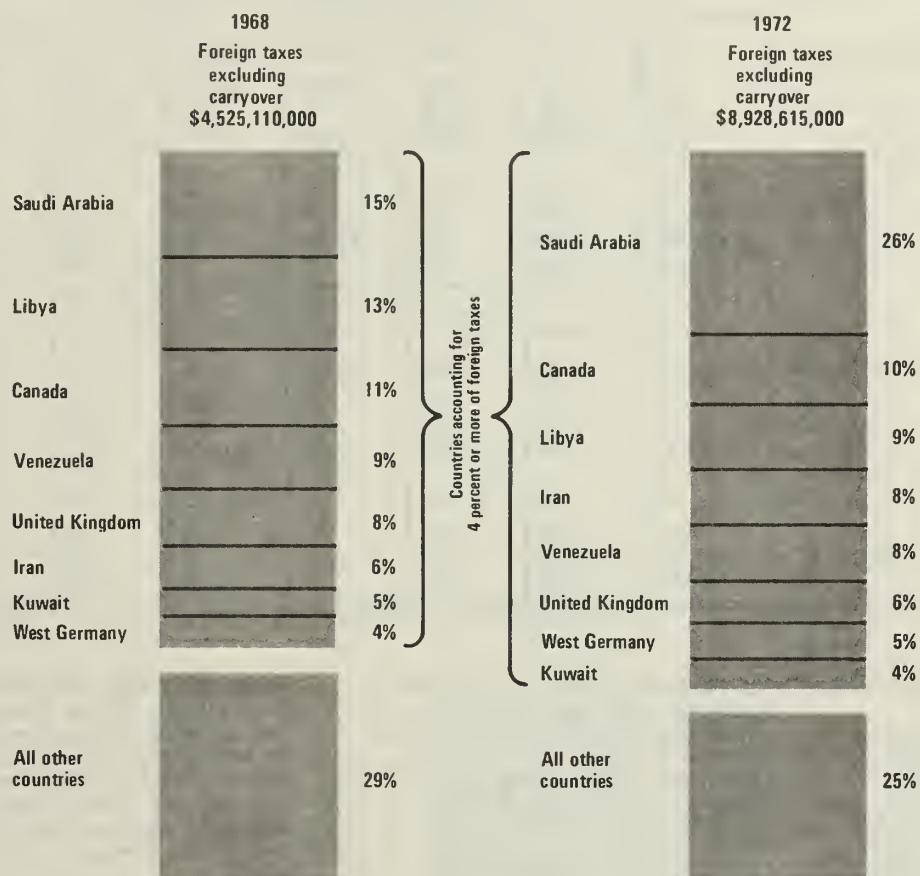 1968
Foreign taxes
excluding
carryover
$4,525,110,000
Saudi Arabia 15%
Libya 13%
Canada 11%
Venezuela 9%
United Kingdom 8%
Iran 6%
Kuwait 5%
West Germany 4%
All other
countries 29%
Countries accounting for
4 percent or more of foreign taxes
1972
Foreign taxes
excluding
carryover
$8,928,615,000
Saudi Arabia 26%
Canada 10%
Libya 9%
Iran 8%
Venezuela 8%
United Kingdom 6%
West Germany 5%
Kuwait 4%
All other
countries 25%